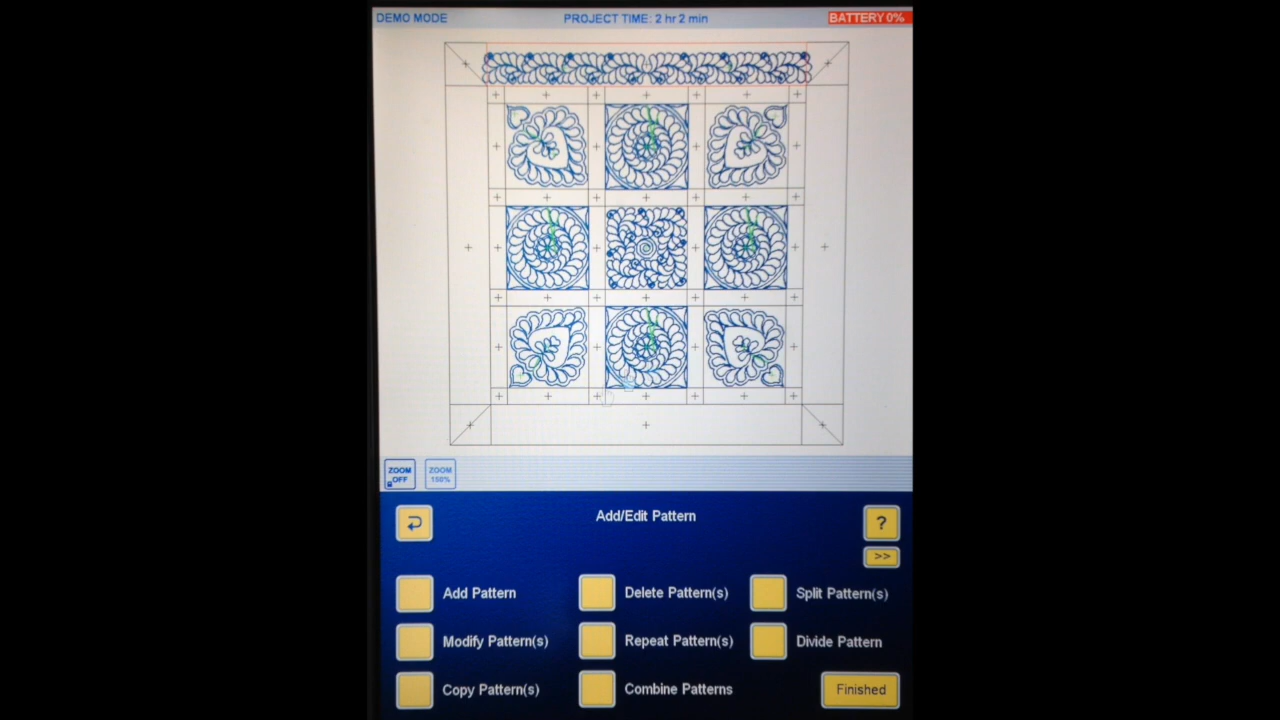 DEMO MODE PROJECT TIME: 2 hr 2 min BATTERY 0%
ZOOM OFF ZOOM 150%
Add/Edit Pattern ?
>>
Add Pattern Delete Pattern(s) Split Pattern(s)
Modify Pattern(s) Repeat Pattern(s) Divide Pattern
Copy Pattern(s) Combine Patterns Finished